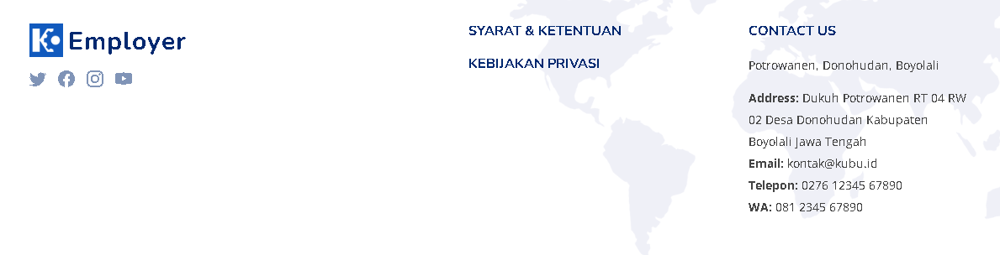 K
Employer
SYARAT & KETENTUAN
KEBIJAKAN PRIVASI
CONTACT US
Potrowanen, Donohudan, Boyolali
Address: Dukuh Potrowanen RT 04 RW
02 Desa Donohudan Kabupaten
Boyolali Jawa Tengah
Email: kontak@kubu.id
Telepon: 0276 12345 67890
WA: 081 2345 67890